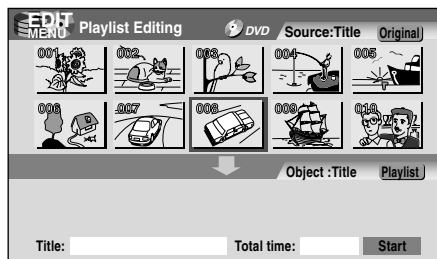 EDIT
MENU
Playlist Editing
DVD
Source:Title
Original
001
002
003
004
005
006
007
008
009
010
Object :Title
Playlist
Title:
Total time:
Start